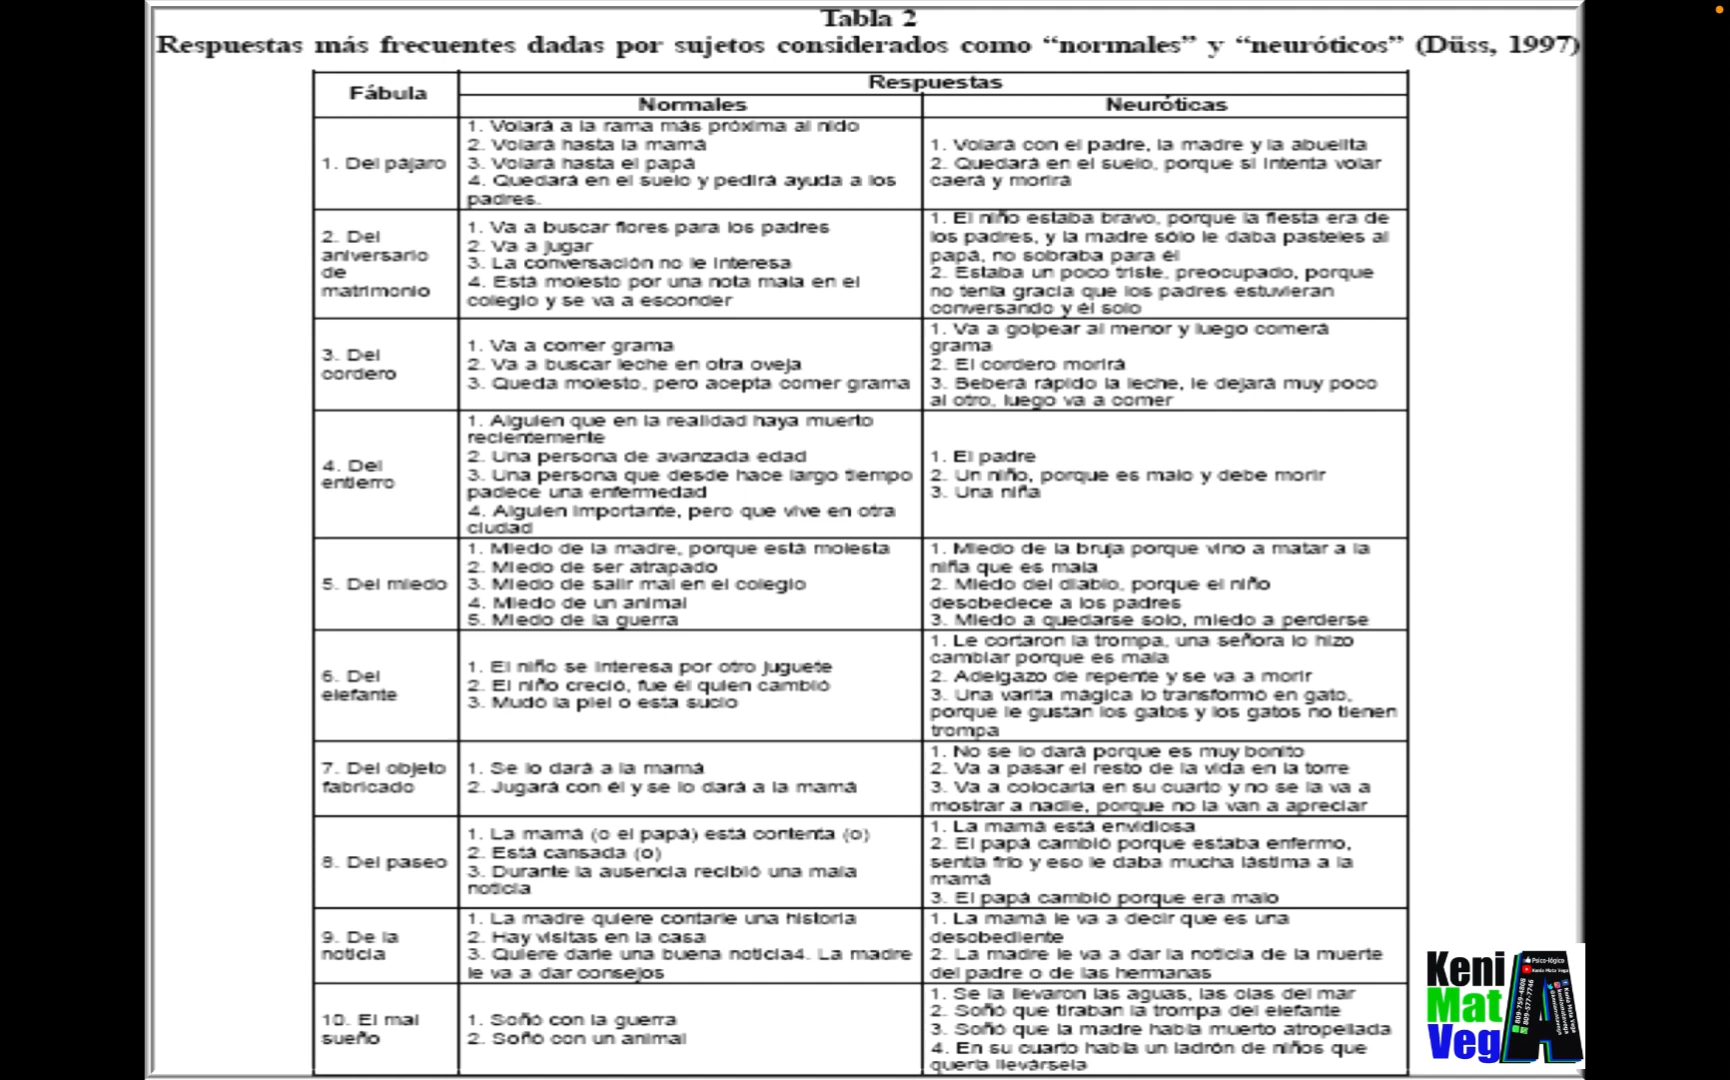 Tabla 2
Respuestas más frecuentes dadas por sujetos considerados como “normales” y “neuróticos” (Düss, 1997)
Fábula
Respuestas
Normales
Neuróticas
1. Del pájaro
1. Volará a la rama más próxima al nido
2. Volará hasta la mamá
3. Volará hasta el papá
4. Quedará en el suelo y pedirá ayuda a los
padres.
1. Volará con el padre, la madre y la abuelita
2. Quedará en el suelo, porque si intenta volar
caerá y morirá
2. Del
aniversario
de
matrimonio
1. Va a buscar flores para los padres
2. Va a jugar
3. La conversación no le interesa
4. Está molesto por una nota mala en el
colegio y se va a esconder
1. El niño estaba bravo, porque la fiesta era de
los padres, y la madre sólo le daba pasteles al
papá, no sobraba para él
2. Estaba un poco triste, preocupado, porque
no tenía gracia que los padres estuvieran
conversando y él solo
3. Del
cordero
1. Va a comer grama
2. Va a buscar leche en otra oveja
3. Queda molesto, pero acepta comer grama
1. Va a golpear al menor y luego comerá
grama
2. El cordero morirá
3. Beberá rápido la leche, le dejará muy poco
al otro, luego va a comer
4. Del
entierro
1. Alguien que en la realidad haya muerto
recientemente
2. Una persona de avanzada edad
3. Una persona que desde hace largo tiempo
padece una enfermedad
4. Alguien importante, pero que vive en otra
ciudad
1. El padre
2. Un niño, porque es malo y debe morir
3. Una niña
5. Del miedo
1. Miedo de la madre, porque está molesta
2. Miedo de ser atrapado
3. Miedo de salir mal en el colegio
4. Miedo de un animal
5. Miedo de la guerra
1. Miedo de la bruja porque vino a matar a la
niña que es mala
2. Miedo del diablo, porque el niño
desobedece a los padres
3. Miedo a quedarse solo, miedo a perderse
6. Del
elefante
1. El niño se interesa por otro juguete
2. El niño creció, fue él quien cambió
3. Mudó la piel o esta sucio
1. Le cortaron la trompa, una señora lo hizo
cambiar porque es mala
2. Adelgazo de repente y se va a morir
3. Una varita mágica lo transformó en gato,
porque le gustan los gatos y los gatos no tienen
trompa
7. Del objeto
fabricado
1. Se lo dará a la mamá
2. Jugará con él y se lo dará a la mamá
1. No se lo dará porque es muy bonito
2. Va a pasar el resto de la vida en la torre
3. Va a colocarla en su cuarto y no se la va a
mostrar a nadie, porque no la van a apreciar
8. Del paseo
1. La mamá (o el papá) está contenta (o)
2. Está cansada (o)
3. Durante la ausencia recibió una mala
noticia
1. La mamá está envidiosa
2. El papá cambió porque estaba enfermo,
sentía frío y eso le daba mucha lástima a la
mamá
3. El papá cambió porque era malo
9. De la
noticia
1. La madre quiere contarle una historia
2. Hay visitas en la casa
3. Quiere darle una buena noticia4. La madre
le va a dar consejos
1. La mamá le va a decir que es una
desobediente
2. La madre le va a dar la noticia de la muerte
del padre o de las hermanas
10. El mal
sueño
1. Soñó con la guerra
2. Soñó con un animal
1. Se la llevaron las aguas, las olas del mar
2. Soñó que tiraban la trompa del elefante
3. Soñó que la madre había muerto atropellada
4. En su cuarto había un ladrón de niños que
quería llevársela
Keni
Mat
Veg
A
Psico-lógico
Kenia Mata Vega